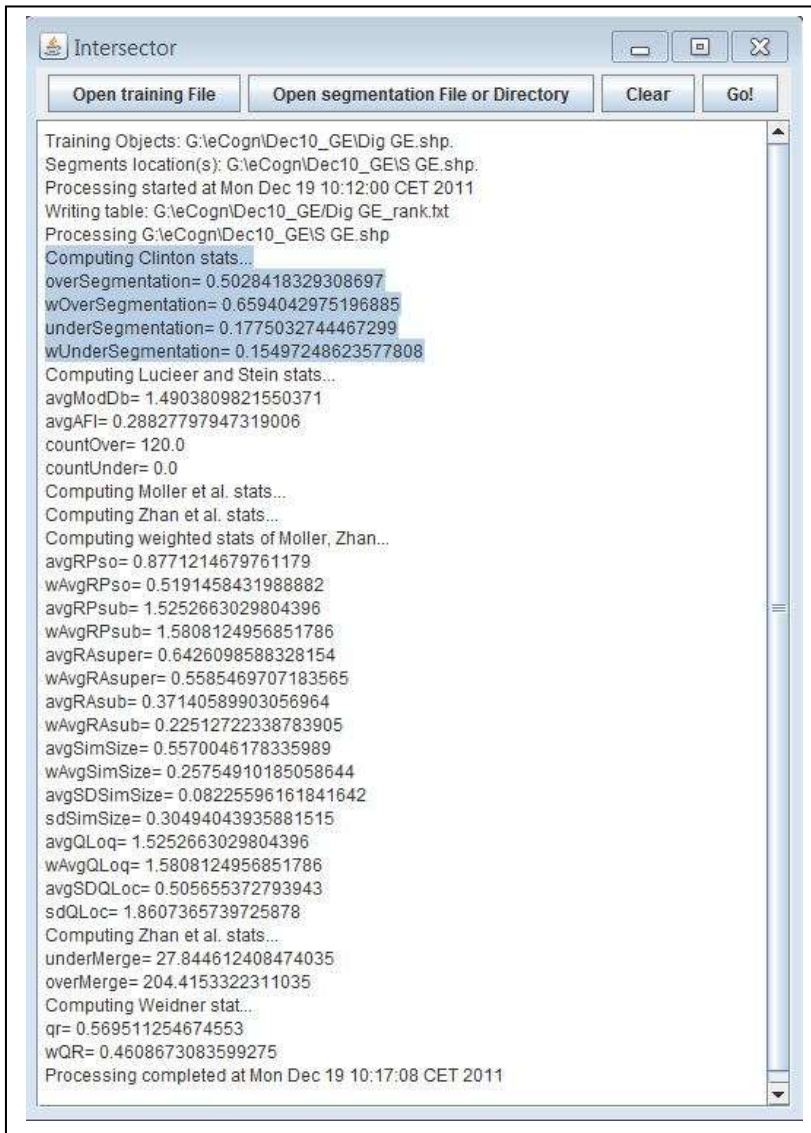 Intersector
Open training File Open segmentation File or Directory Clear Go!
Training Objects: G:\eCogn\Dec10_GE\Dig GE.shp.
Segments location(s): G:\eCogn\Dec10_GE\S GE.shp.
Processing started at Mon Dec 19 10:12:00 CET 2011
Writing table: G:\eCogn\Dec10_GE/Dig GE_rank.txt
Processing G:\eCogn\Dec10_GE\S GE.shp
Computing Clinton stats...
overSegmentation= 0.5028418329308697
wOverSegmentation= 0.6594042975196885
underSegmentation= 0.1775032744467299
wUnderSegmentation= 0.15497248623577808
Computing Lucieer and Stein stats...
avgModDb= 1.4903809821550371
avgAFI= 0.28827797947319006
countOver= 120.0
countUnder= 0.0
Computing Moller et al. stats...
Computing Zhan et al. stats...
Computing weighted stats of Moller, Zhan...
avgRPso= 0.8771214679761179
wAvgRPso= 0.5191458431988882
avgRPsub= 1.5252663029804396
wAvgRPsub= 1.5808124956851786
avgRAsuper= 0.6426098588328154
wAvgRAsuper= 0.5585469707183565
avgRAsub= 0.37140589903056964
wAvgRAsub= 0.22512722338783905
avgSimSize= 0.5570046178335989
wAvgSimSize= 0.25754910185058644
avgSDSimSize= 0.08225596161841642
sdSimSize= 0.30494043935881515
avgQLoq= 1.5252663029804396
wAvgQLoq= 1.5808124956851786
avgSDQLoc= 0.505655372793943
sdQLoc= 1.8607365739725878
Computing Zhan et al. stats...
underMerge= 27.844612408474035
overMerge= 204.4153322311035
Computing Weidner stat...
qr= 0.569511254674553
wQR= 0.4608673083599275
Processing completed at Mon Dec 19 10:17:08 CET 2011